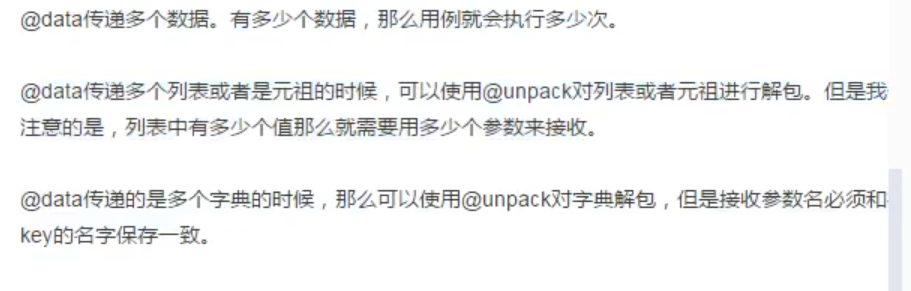 @data传递多个数据。有多少个数据，那么用例就会执行多少次。
@data传递多个列表或者是元祖的时候，可以使用@unpack对列表或者元祖进行解包。但是我
注意的是，列表中有多少个值那么就需要用多少个参数来接收。
@data传递的是多个字典的时候，那么可以使用@unpack对字典解包，但是接收参数名必须和
key的名字保存一致。